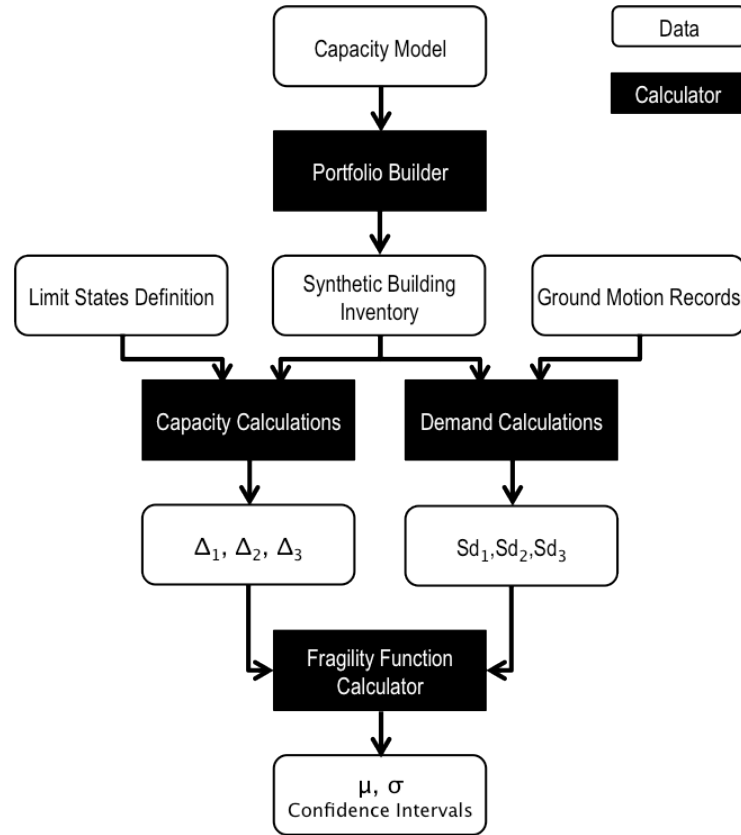 Capacity Model
Data
Calculator
Portfolio Builder
Limit States Definition
Synthetic Building
Inventory
Ground Motion Records
Capacity Calculations
Demand Calculations
Δ₁, Δ₂, Δ₃
Sd₁,Sd₂,Sd₃
Fragility Function
Calculator
μ, σ
Confidence Intervals